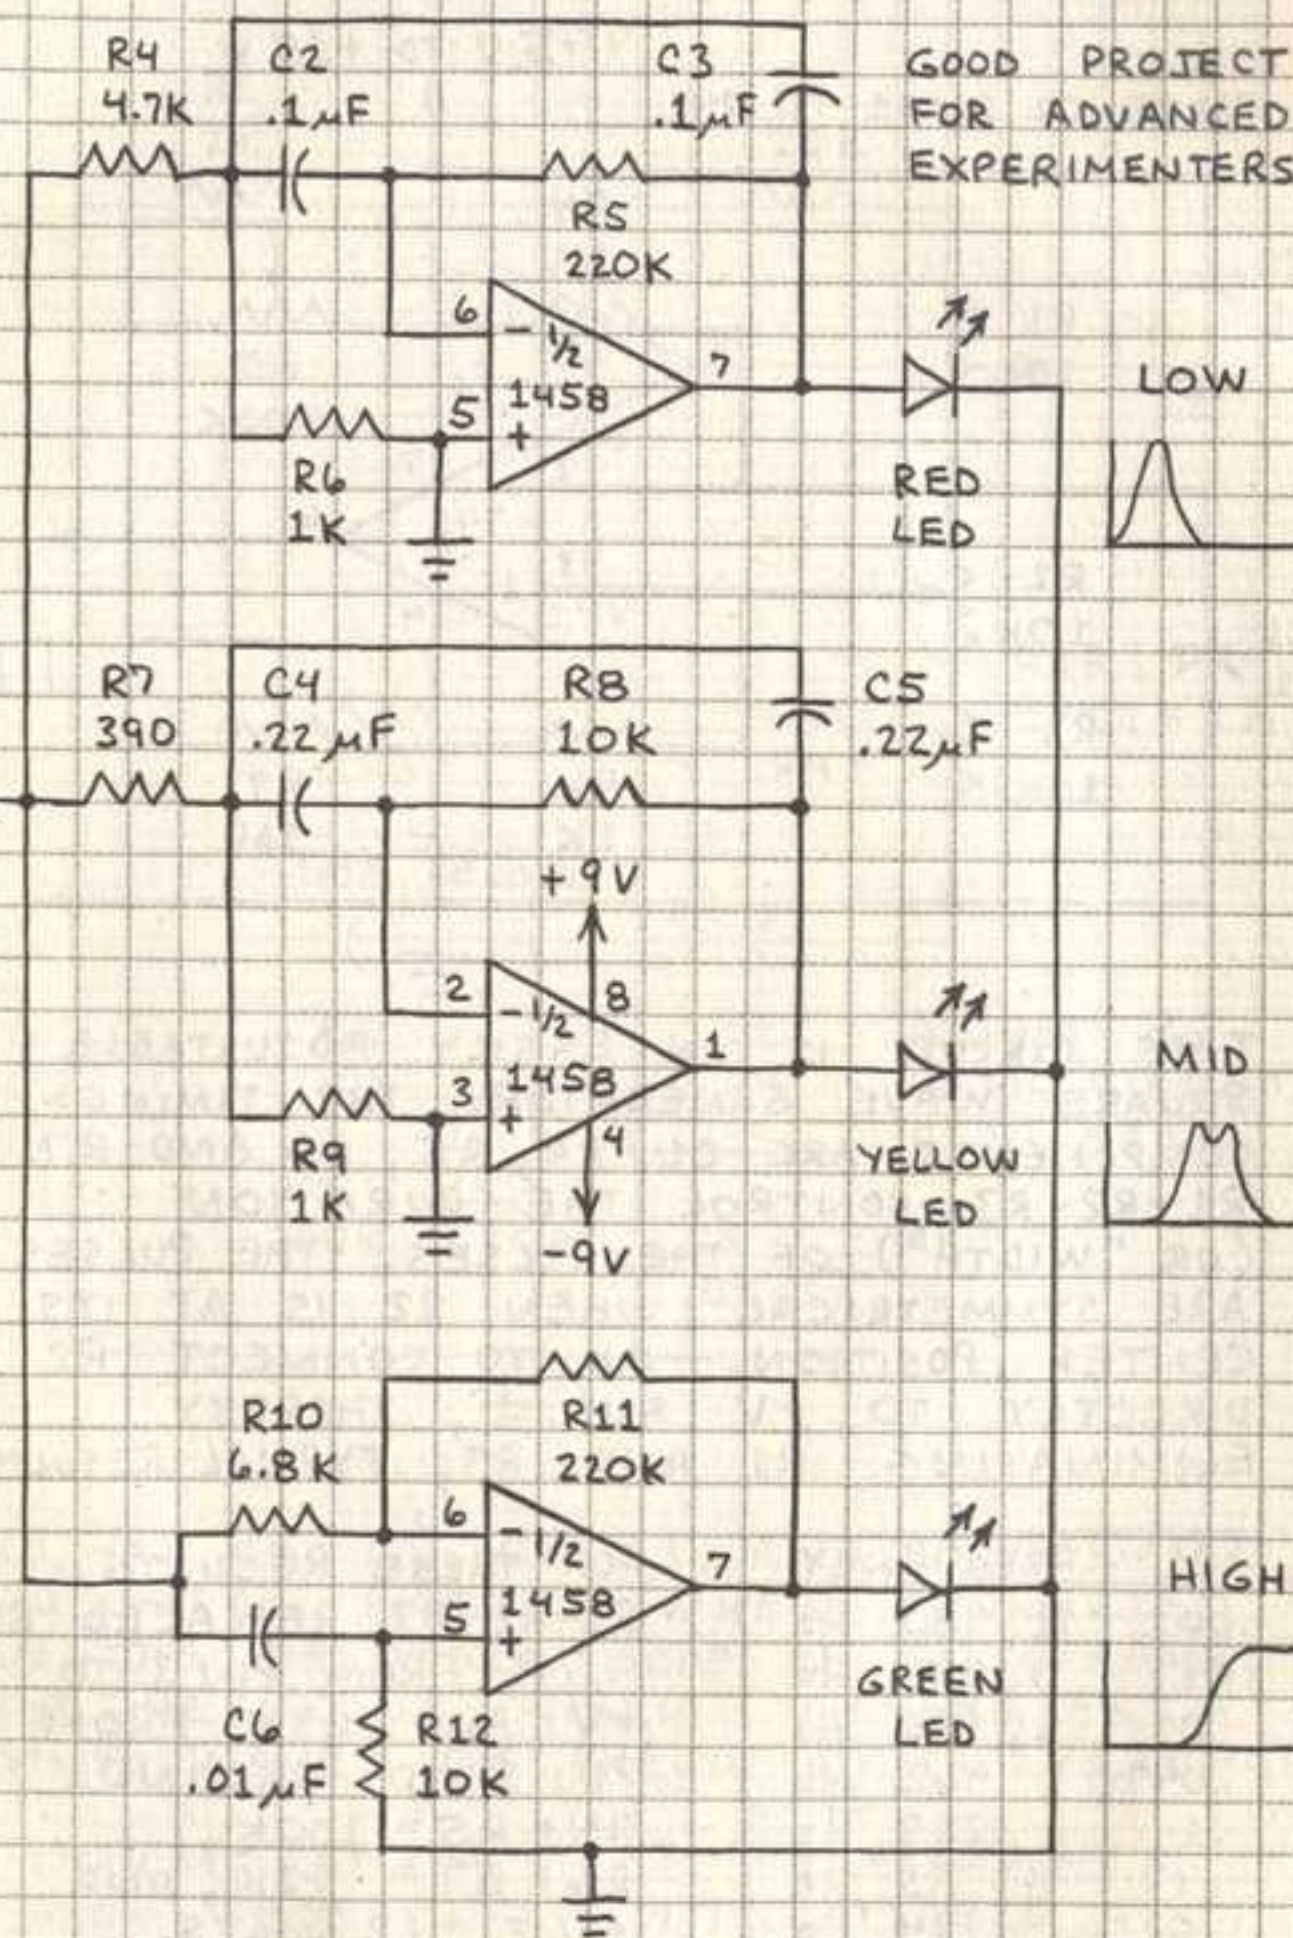 GOOD PROJECT
FOR ADVANCED
EXPERIMENTERS
R4
4.7K
C2
.1µF
C3
.1µF
R5
220K
6
-
1/2
1458
7
5
+
R6
1K
RED
LED
LOW
R7
390
C4
.22µF
R8
10K
C5
.22µF
+9V
2
-
1/2
8
1458
1
3
+
4
R9
1K
-9V
YELLOW
LED
MID
R10
6.8K
R11
220K
6
-
1/2
1458
7
5
+
C6
.01µF
R12
10K
GREEN
LED
HIGH